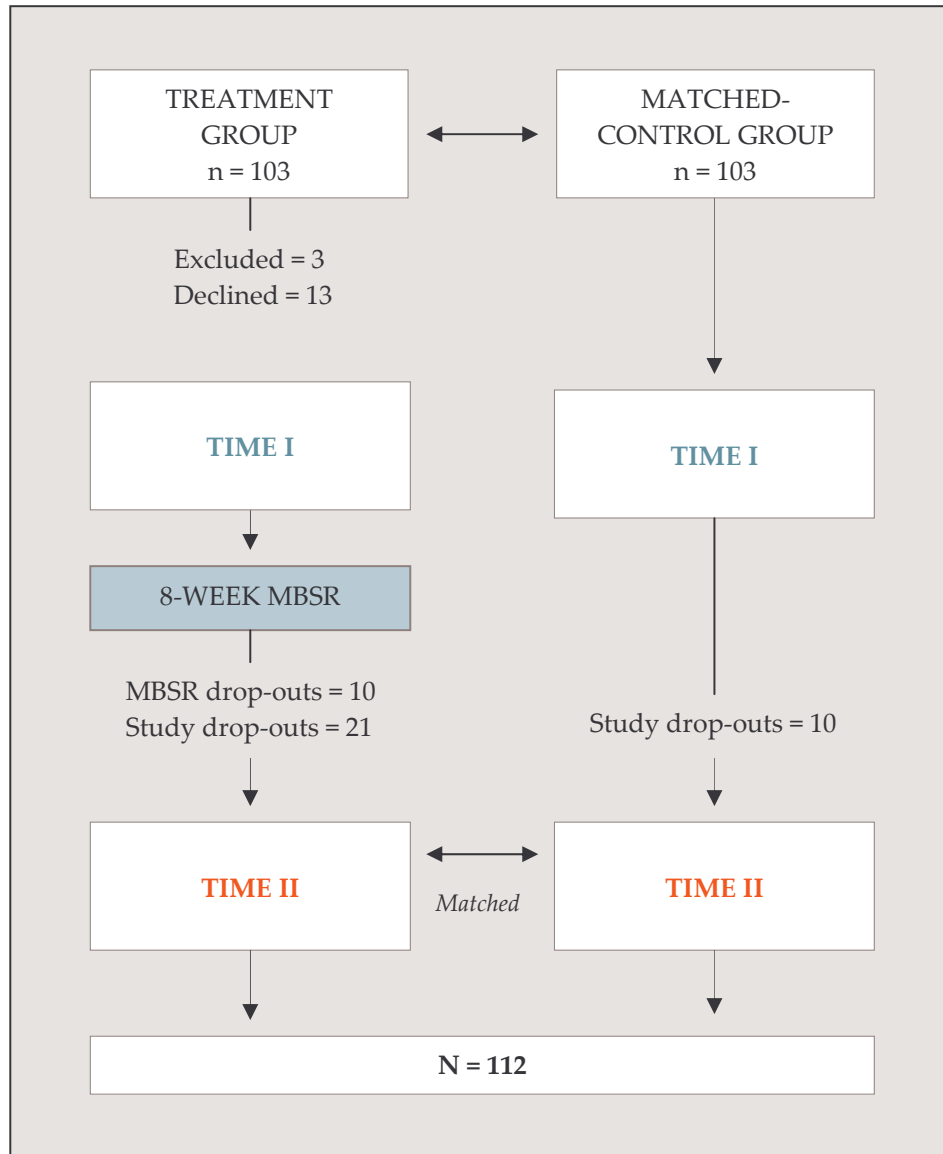 TREATMENT
GROUP
n = 103
MATCHED-
CONTROL GROUP
n = 103
Excluded = 3
Declined = 13
TIME I
TIME I
8-WEEK MBSR
MBSR drop-outs = 10
Study drop-outs = 21
Study drop-outs = 10
TIME II
Matched
TIME II
N = 112